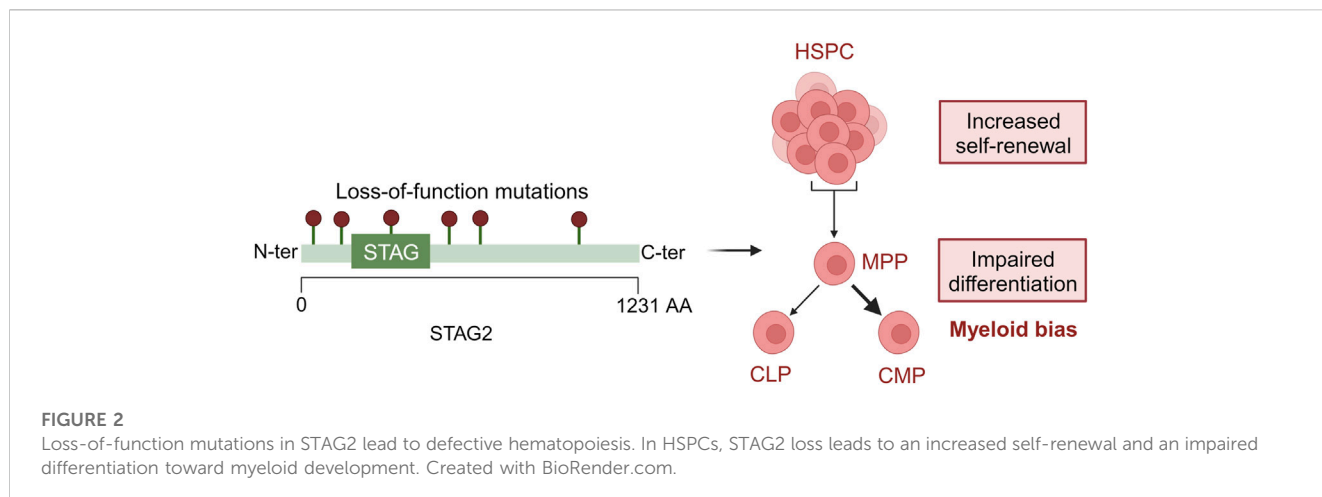 HSPC
Increased
self-renewal
Loss-of-function mutations
N-ter
STAG
C-ter
0
1231 AA
STAG2
MPP
Impaired
differentiation
Myeloid bias
CLP
CMP
FIGURE 2
Loss-of-function mutations in STAG2 lead to defective hematopoiesis. In HSPCs, STAG2 loss leads to an increased self-renewal and an impaired
differentiation toward myeloid development. Created with BioRender.com.